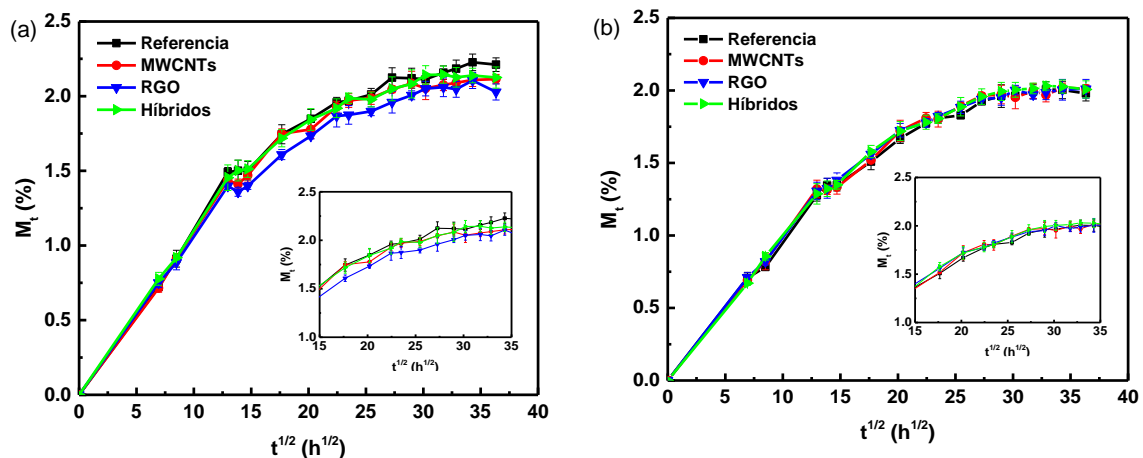 (a)
M_t (%)
2.5
2.0
1.5
1.0
0.5
0.0
Referencia
MWCNTs
RGO
Híbridos
M_t (%)
2.5
2.0
1.5
1.0
15 20 25 30 35
t^{1/2} (h^{1/2})
0 5 10 15 20 25 30 35 40
t^{1/2} (h^{1/2})
(b)
M_t (%)
2.5
2.0
1.5
1.0
0.5
0.0
Referencia
MWCNTs
RGO
Híbridos
M_t (%)
2.5
2.0
1.5
1.0
15 20 25 30 35
t^{1/2} (h^{1/2})
0 5 10 15 20 25 30 35 40
t^{1/2} (h^{1/2})